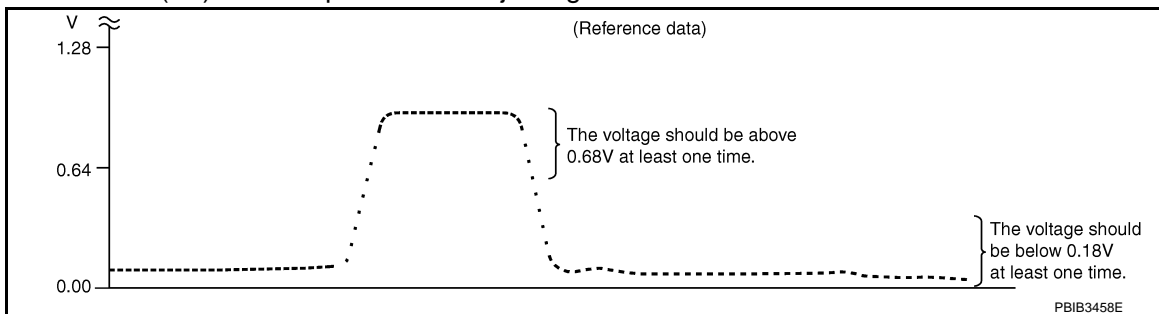 V
(Reference data)
1.28
The voltage should be above
0.68V at least one time.
0.64
The voltage should
be below 0.18V
at least one time.
0.00
PBIB3458E